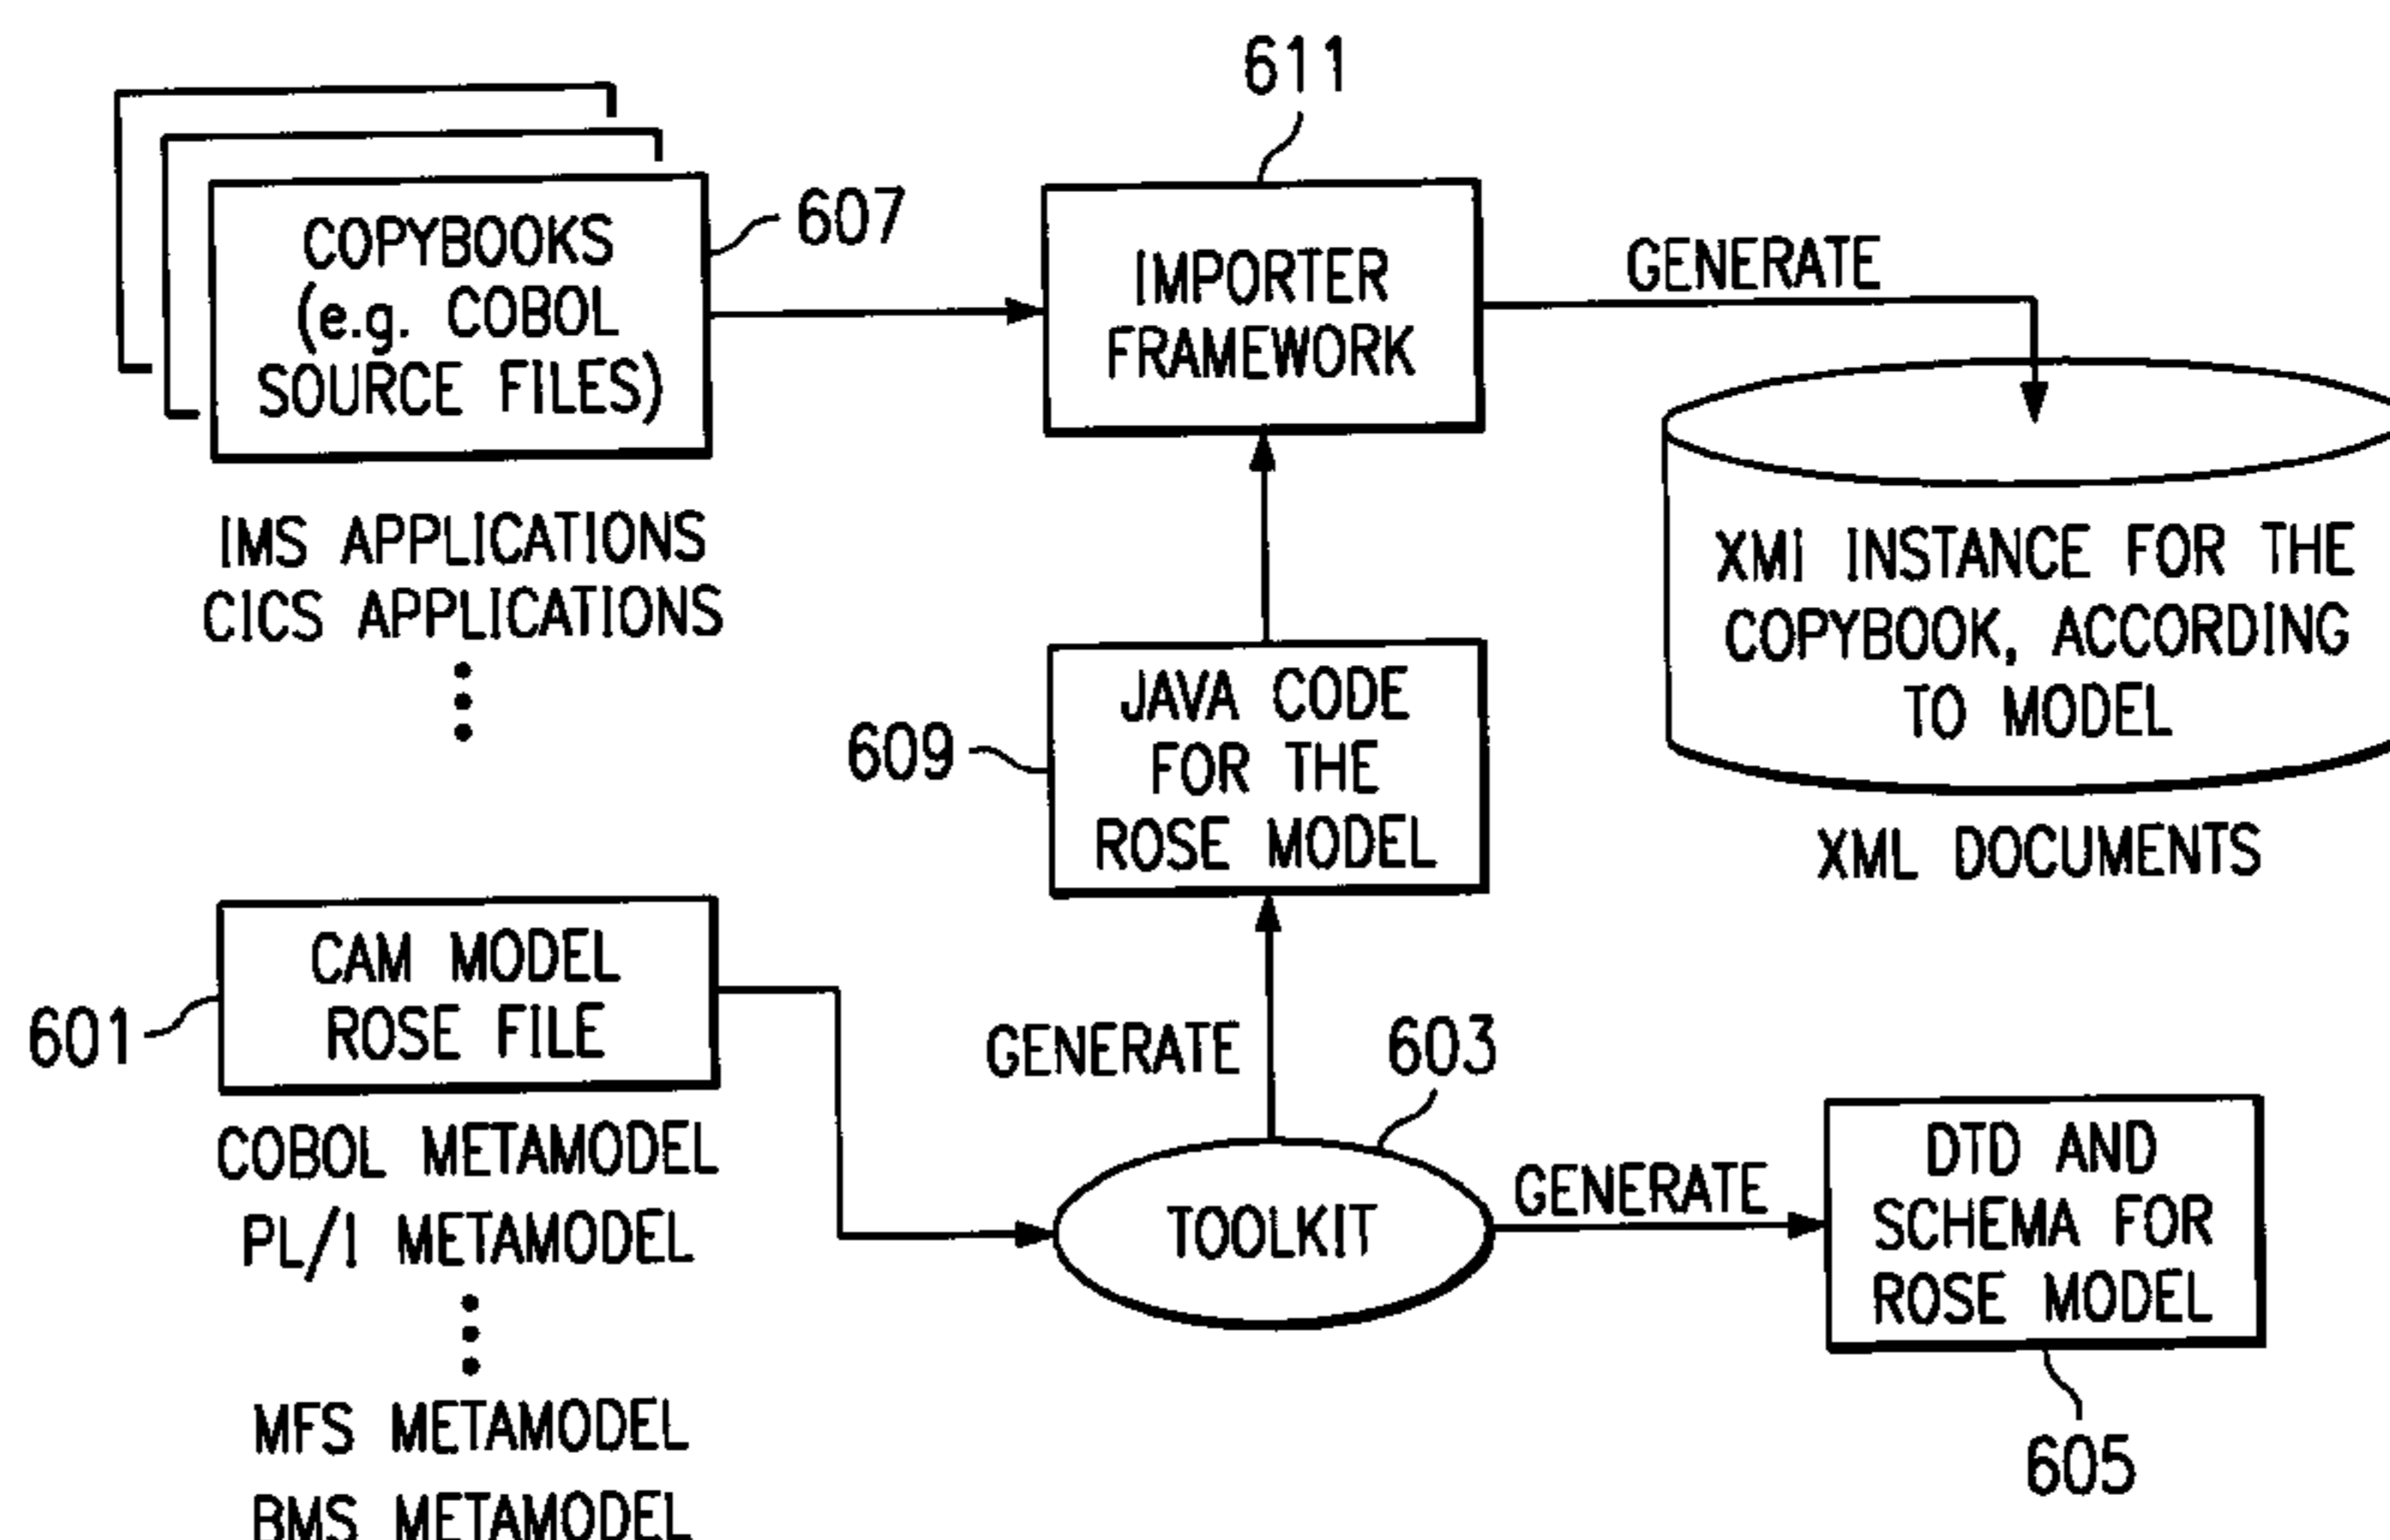 611
607
COPYBOOKS
(e.g. COBOL
SOURCE FILES)
IMPORTER
FRAMEWORK
GENERATE
IMS APPLICATIONS
CICS APPLICATIONS
XMI INSTANCE FOR THE
COPYBOOK, ACCORDING
TO MODEL
XML DOCUMENTS
609
JAVA CODE
FOR THE
ROSE MODEL
601
CAM MODEL
ROSE FILE
COBOL METAMODEL
PL/1 METAMODEL
MFS METAMODEL
BMS METAMODEL
GENERATE
603
TOOLKIT
GENERATE
DTD AND
SCHEMA FOR
ROSE MODEL
605